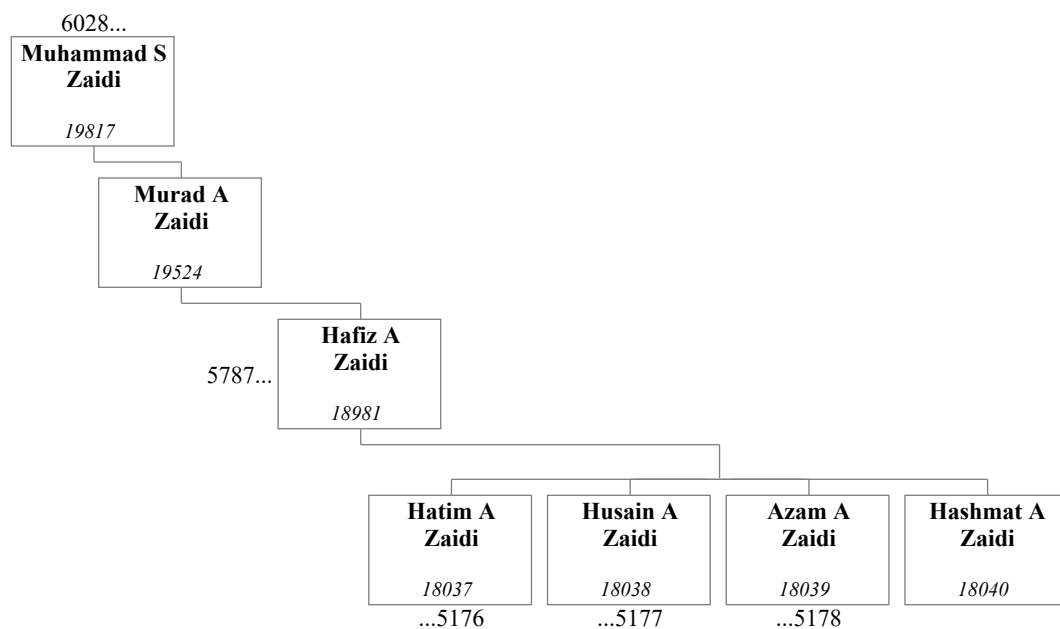 6028...
Muhammad S
Zaidi
19817
Murad A
Zaidi
19524
Hafiz A
Zaidi
5787...
18981
Hatim A
Zaidi
18037
...5176
Husain A
Zaidi
18038
...5177
Azam A
Zaidi
18039
...5178
Hashmat A
Zaidi
18040